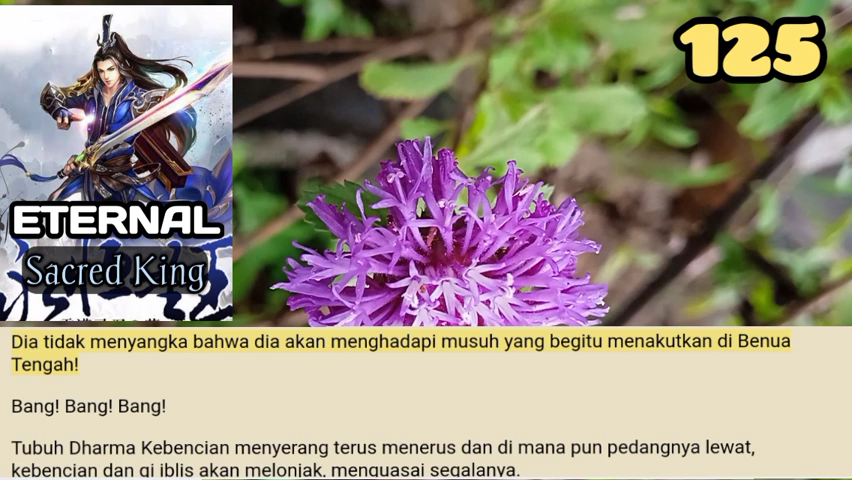 125
ETERNAL
Sacred King
Dia tidak menyangka bahwa dia akan menghadapi musuh yang begitu menakutkan di Benua
Tengah!
Bang! Bang! Bang!
Tubuh Dharma Kebencian menyerang terus menerus dan di mana pun pedangnya lewat,
kebencian dan qi iblis akan melonjak, menguasai segalanya.